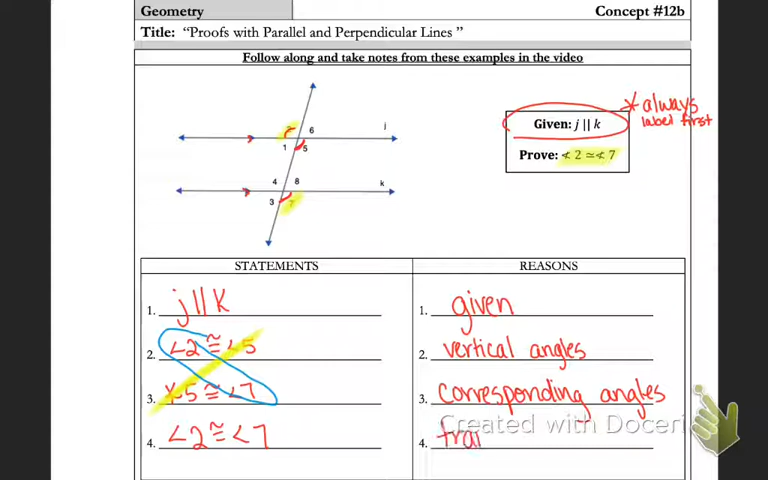 Geometry Concept #12b
Title: “Proofs with Parallel and Perpendicular Lines ”
Follow along and take notes from these examples in the video
* always
label first
Given: j || k
Prove: ∡ 2 ≅ ∡ 7
2 6 j
1 5
4 8 k
3 7
STATEMENTS REASONS
1. j || k 1. given
2. <2 ≅ <5 2. vertical angles
3. <5 ≅ <7 3. corresponding angles
Created with Doceri
4. <2 ≅ <7 4. tra